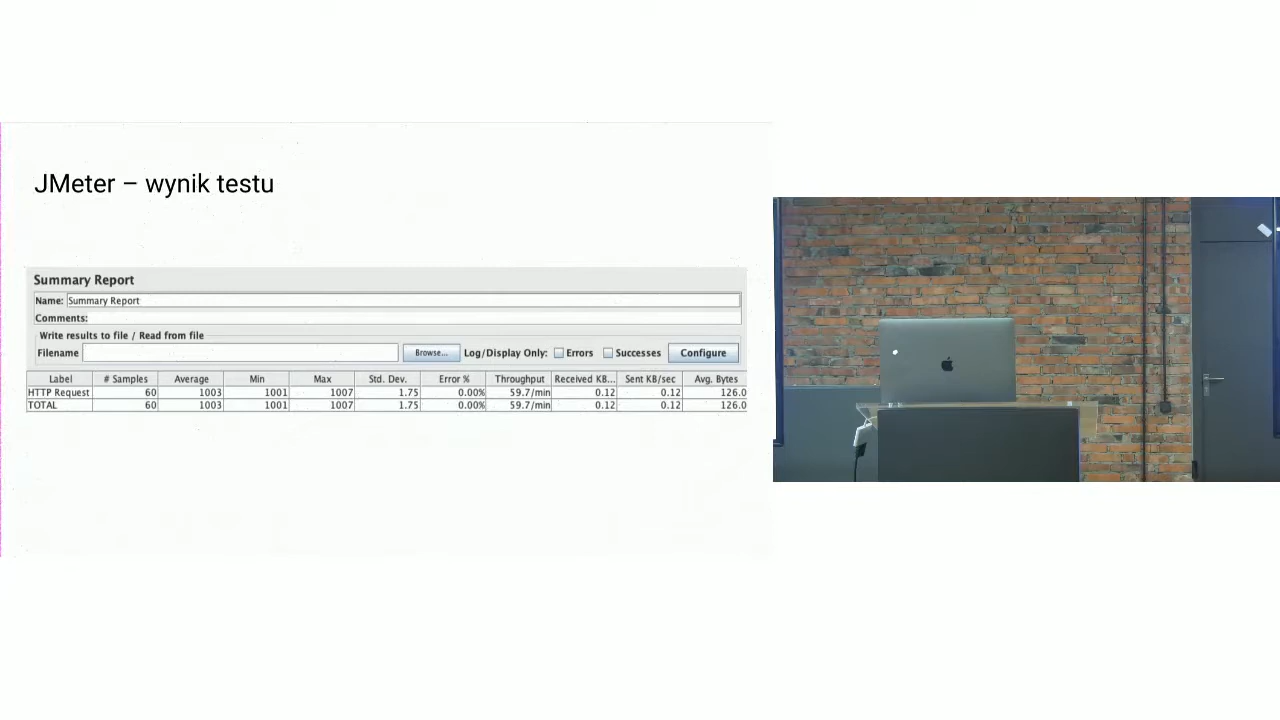 JMeter – wynik testu
Summary Report
Name: Summary Report
Comments:
Write results to file / Read from file
Filename Browse... Log/Display Only: Errors Successes Configure
Label # Samples Average Min Max Std. Dev. Error % Throughput Received KB... Sent KB/sec Avg. Bytes
HTTP Request 60 1003 1001 1007 1.75 0.00% 59.7/min 0.12 0.12 126.0
TOTAL 60 1003 1001 1007 1.75 0.00% 59.7/min 0.12 0.12 126.0